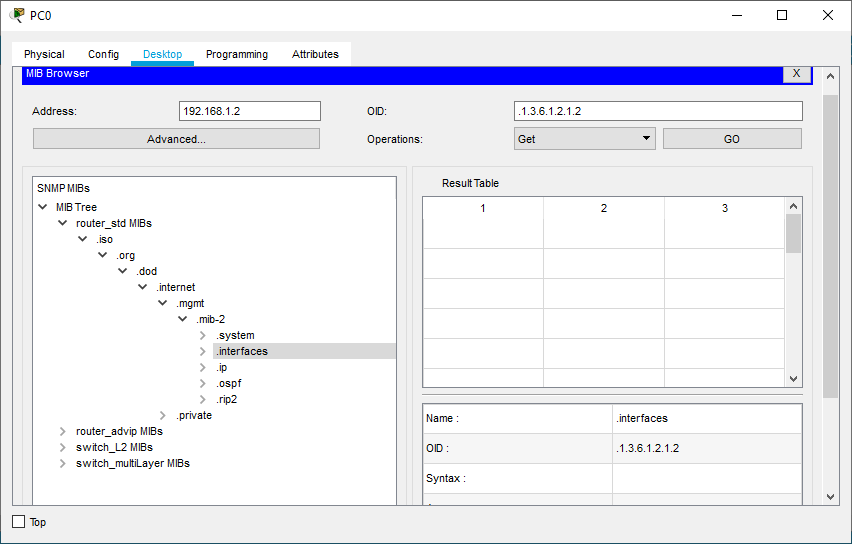 PC0
Physical Config Desktop Programming Attributes
MIB Browser X
Address: 192.168.1.2 OID: .1.3.6.1.2.1.2
Advanced... Operations: Get GO
SNMP MIBs
MIB Tree
router_std MIBs
.iso
.org
.dod
.internet
.mgmt
.mib-2
.system
.interfaces
.ip
.ospf
.rip2
.private
router_advip MIBs
switch_L2 MIBs
switch_multiLayer MIBs
Result Table
1 2 3
Name : .interfaces
OID : .1.3.6.1.2.1.2
Syntax :
Top